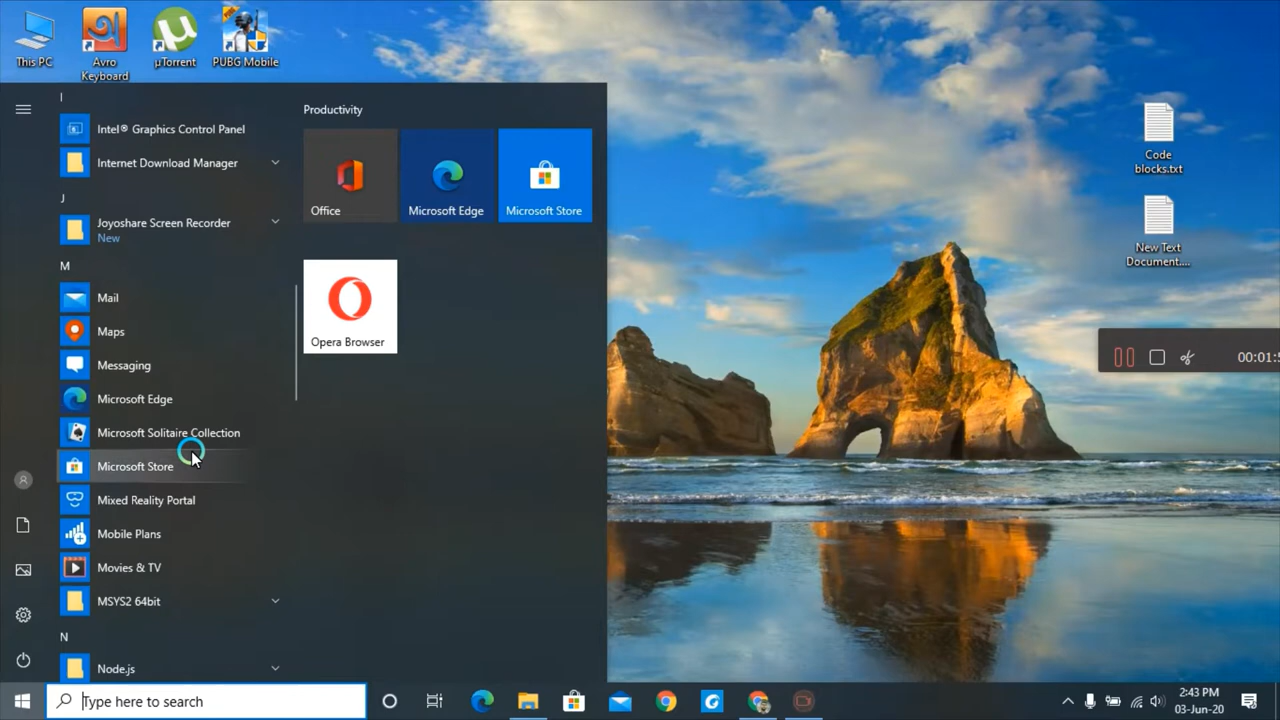 This PC
Avro
Keyboard
µTorrent
PUBG Mobile
I
Intel® Graphics Control Panel
Internet Download Manager
J
Joyoshare Screen Recorder
New
M
Mail
Maps
Messaging
Microsoft Edge
Microsoft Solitaire Collection
Microsoft Store
Mixed Reality Portal
Mobile Plans
Movies & TV
MSYS2 64bit
N
Node.js
Productivity
Office
Microsoft Edge
Microsoft Store
Opera Browser
Code
blocks.txt
New Text
Document....
00:01:5
Type here to search
2:43 PM
03-Jun-20